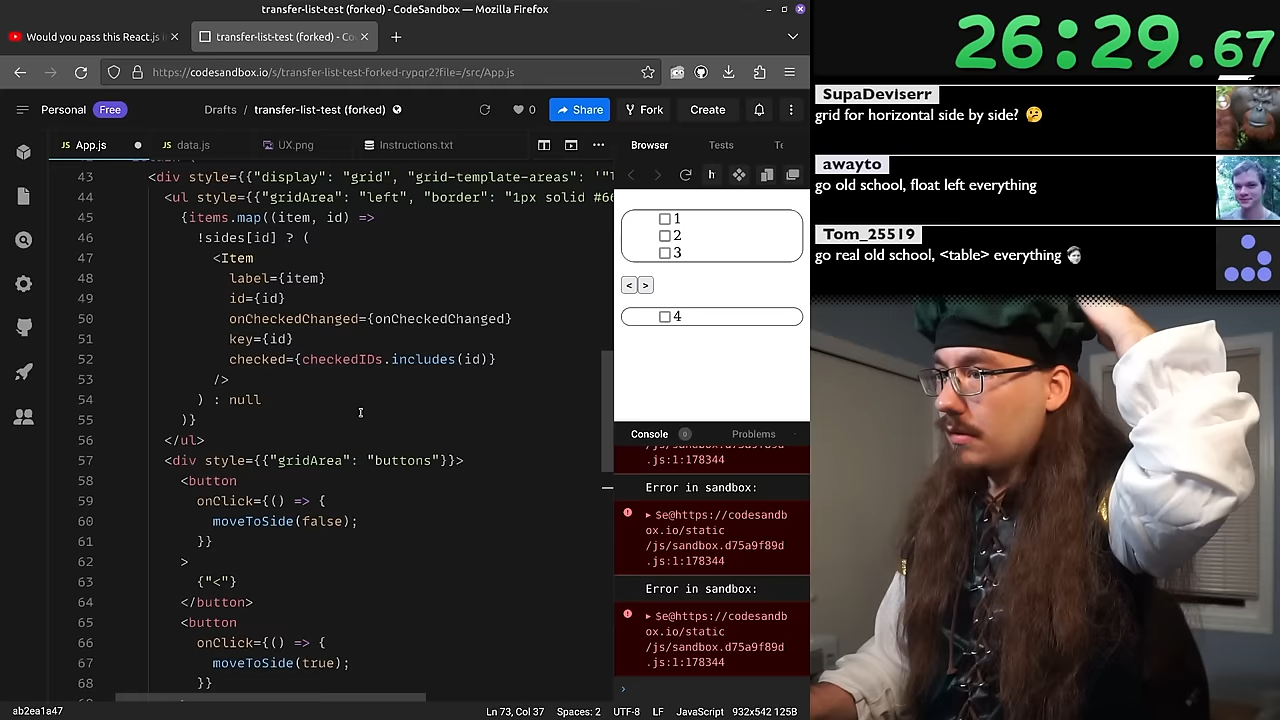 transfer-list-test (forked) - CodeSandbox — Mozilla Firefox
Would you pass this React.js
transfer-list-test (forked) - Co
https://codesandbox.io/s/transfer-list-test-forked-rypqr2?file=/src/App.js
Personal Free Drafts / transfer-list-test (forked) 0 Share Fork Create
JS App.js JS data.js UX.png Instructions.txt Browser Tests
43 <div style={{"display": "grid", "grid-template-areas": '"
44 <ul style={{"gridArea": "left", "border": "1px solid #6
45 {items.map((item, id) =>
46 !sides[id] ? (
47 <Item
48 label={item}
49 id={id}
50 onCheckedChanged={onCheckedChanged}
51 key={id}
52 checked={checkedIDs.includes(id)}
53 />
54 ) : null
55 )}
56 </ul>
57 <div style={{"gridArea": "buttons"}}>
58 <button
59 onClick={() => {
60 moveToSide(false);
61 }}
62 >
63 {"<"}
64 </button>
65 <button
66 onClick={() => {
67 moveToSide(true);
68 }}
h
1
2
3
< >
4
Console 0 Problems
.js:1:178344
Error in sandbox:
▸ Se@https://codesandb
ox.io/static
/js/sandbox.d75a9f89d
.js:1:178344
Error in sandbox:
▸ Se@https://codesandb
ox.io/static
/js/sandbox.d75a9f89d
.js:1:178344
ab2ea1a47 Ln 73, Col 37 Spaces: 2 UTF-8 LF JavaScript 932x542 125B
26:29.67
SupaDeviserr
grid for horizontal side by side? 🤔
awayto
go old school, float left everything
Tom_25519
go real old school, <table> everything